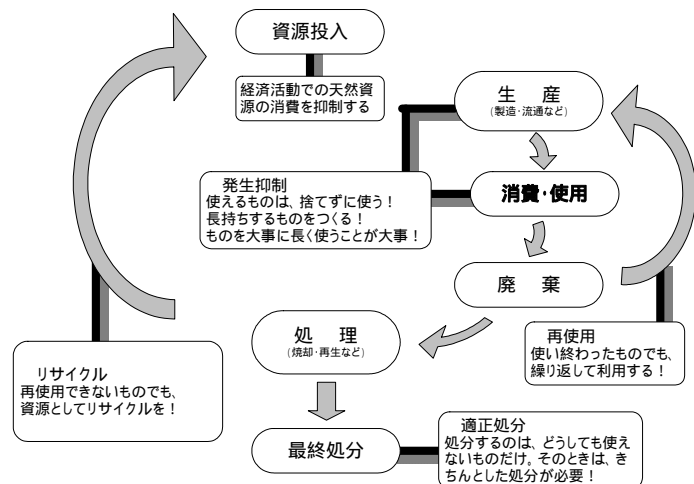 資源投入
経済活動での天然資
源の消費を抑制する
生　産
(製造・流通など)
発生抑制
使えるものは、捨てずに使う！
長持ちするものをつくる！
ものを大事に長く使うことが大事！
消費・使用
廃　棄
処　理
(焼却・再生など)
再使用
使い終わったものでも、
繰り返して利用する！
リサイクル
再使用できないものでも、
資源としてリサイクルを！
最終処分
適正処分
処分するのは、どうしても使え
ないものだけ。そのときは、き
ちんとした処分が必要！